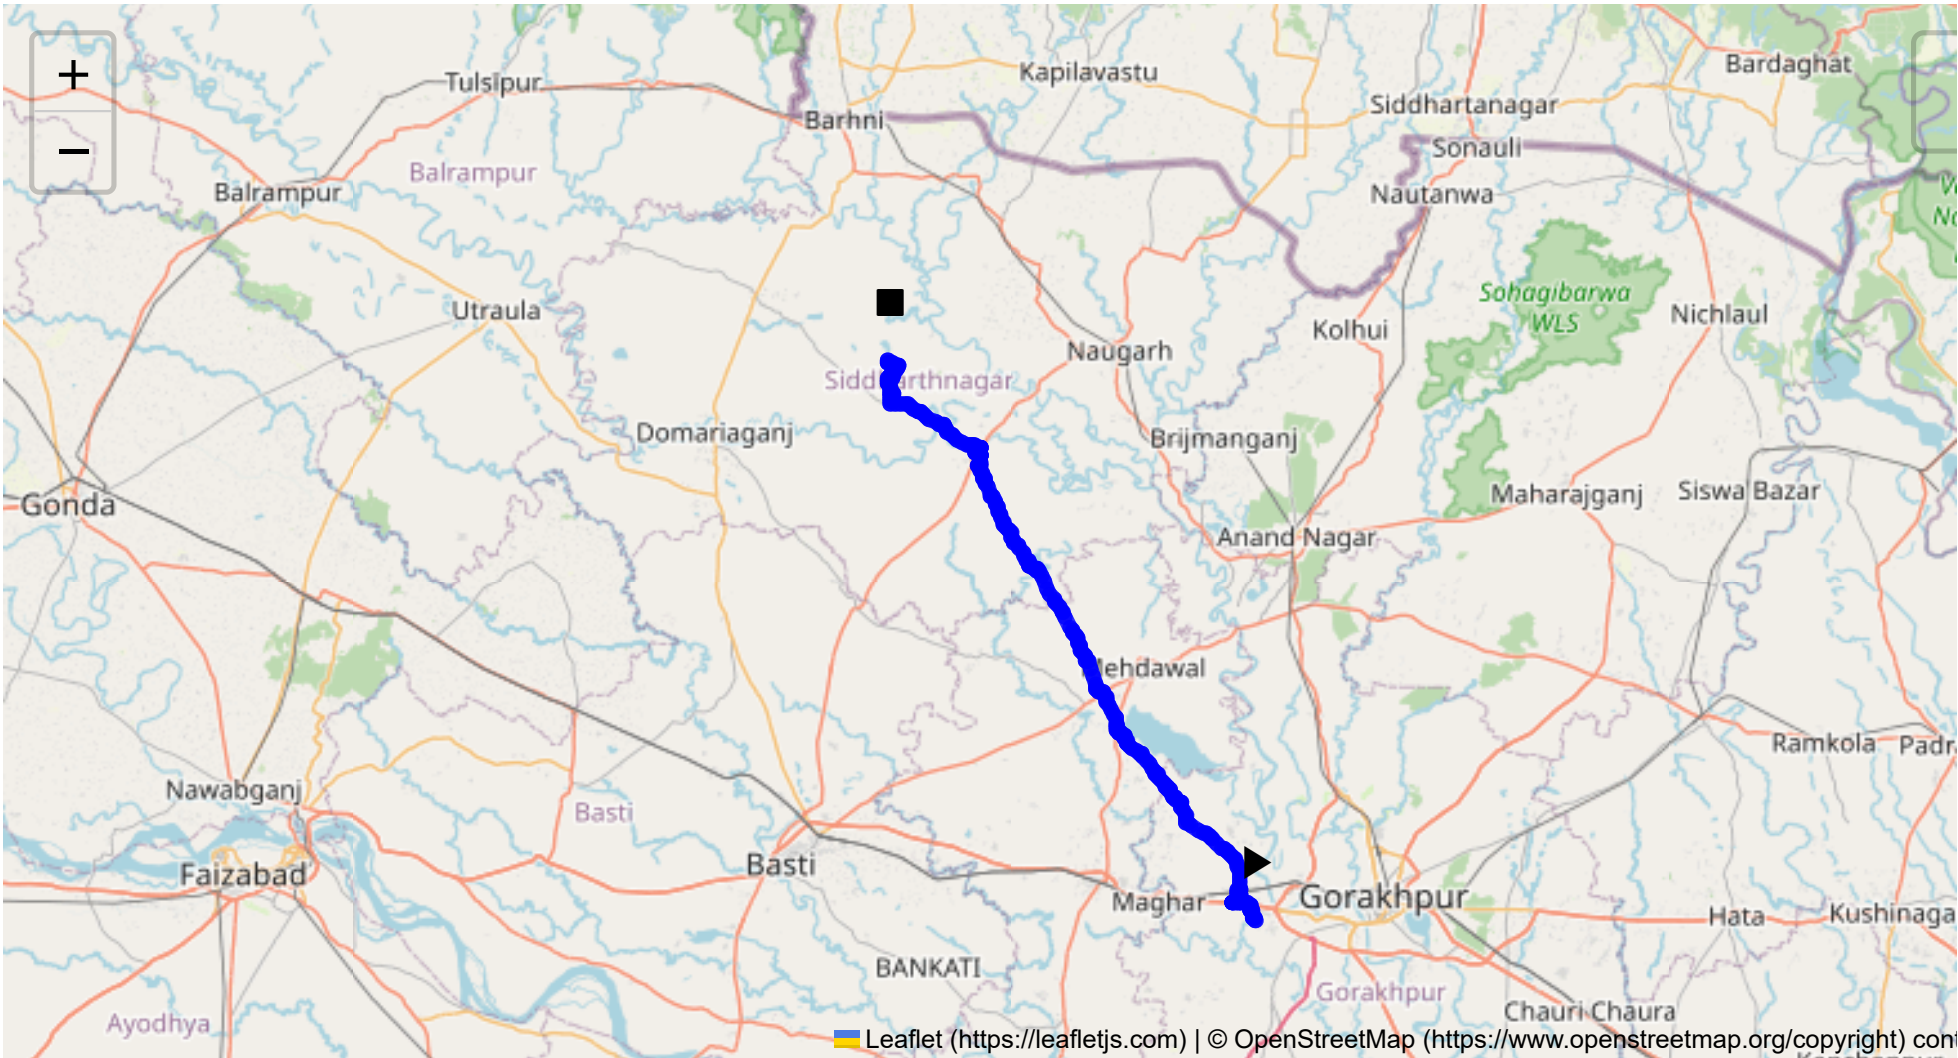 +
Tulsipur
Kapilavastu
Bardaghat
Siddhartanagar
Barhni
Sonauli
−
Balrampur
Balrampur
Nautanwa
Utraula
Sohagibarwa
WLS
Nichlaul
Kolhui
Naugarh
Domariaganj
Brijmanganj
Gonda
Maharajganj
Siswa Bazar
Anand Nagar
Ramkola
Nawabganj
Basti
Faizabad
Basti
Maghar
Gorakhpur
Hata
Kushinaga
BANKATI
Gorakhpur
Ayodhya
Chauri Chaura
Leaflet (https://leafletjs.com) | © OpenStreetMap (https://www.openstreetmap.org/copyright) con